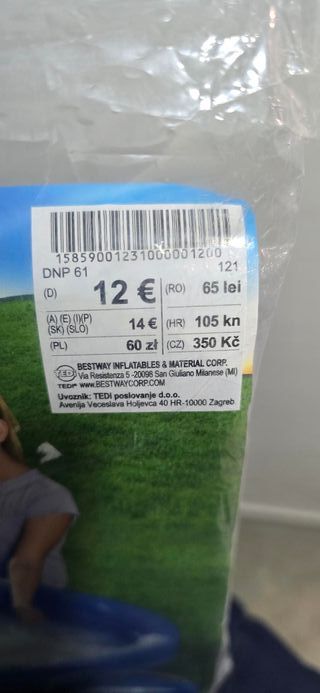 15859001231000001200
DNP 61 121
(D) 12 € (RO) 65 lei
(A) (E) (I)(P) (SK) (SLO) 14 € (HR) 105 kn
(PL) 60 zł (CZ) 350 Kč
BESTWAY INFLATABLES & MATERIAL CORP.
Via Resistenza 5 -20098 San Giuliano Milanese (MI)
TEDi® www.BESTWAYCORP.COM
Uvoznik: TEDi poslovanje d.o.o.
Avenija Veceslava Holjevca 40 HR-10000 Zagreb